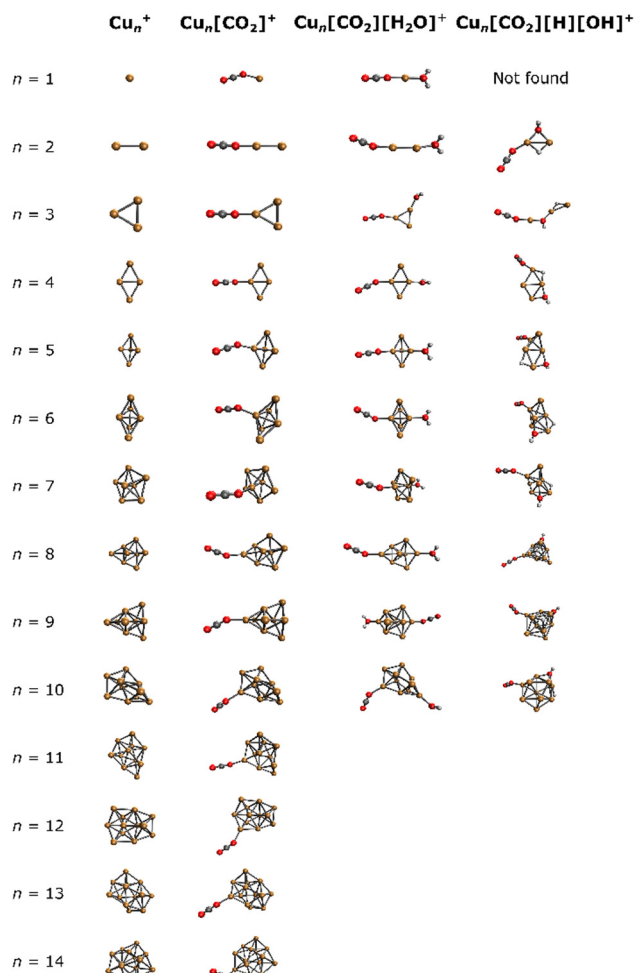 Cuₙ⁺ Cuₙ[CO₂]⁺ Cuₙ[CO₂][H₂O]⁺ Cuₙ[CO₂][H][OH]⁺
n = 1 Not found
n = 2
n = 3
n = 4
n = 5
n = 6
n = 7
n = 8
n = 9
n = 10
n = 11
n = 12
n = 13
n = 14